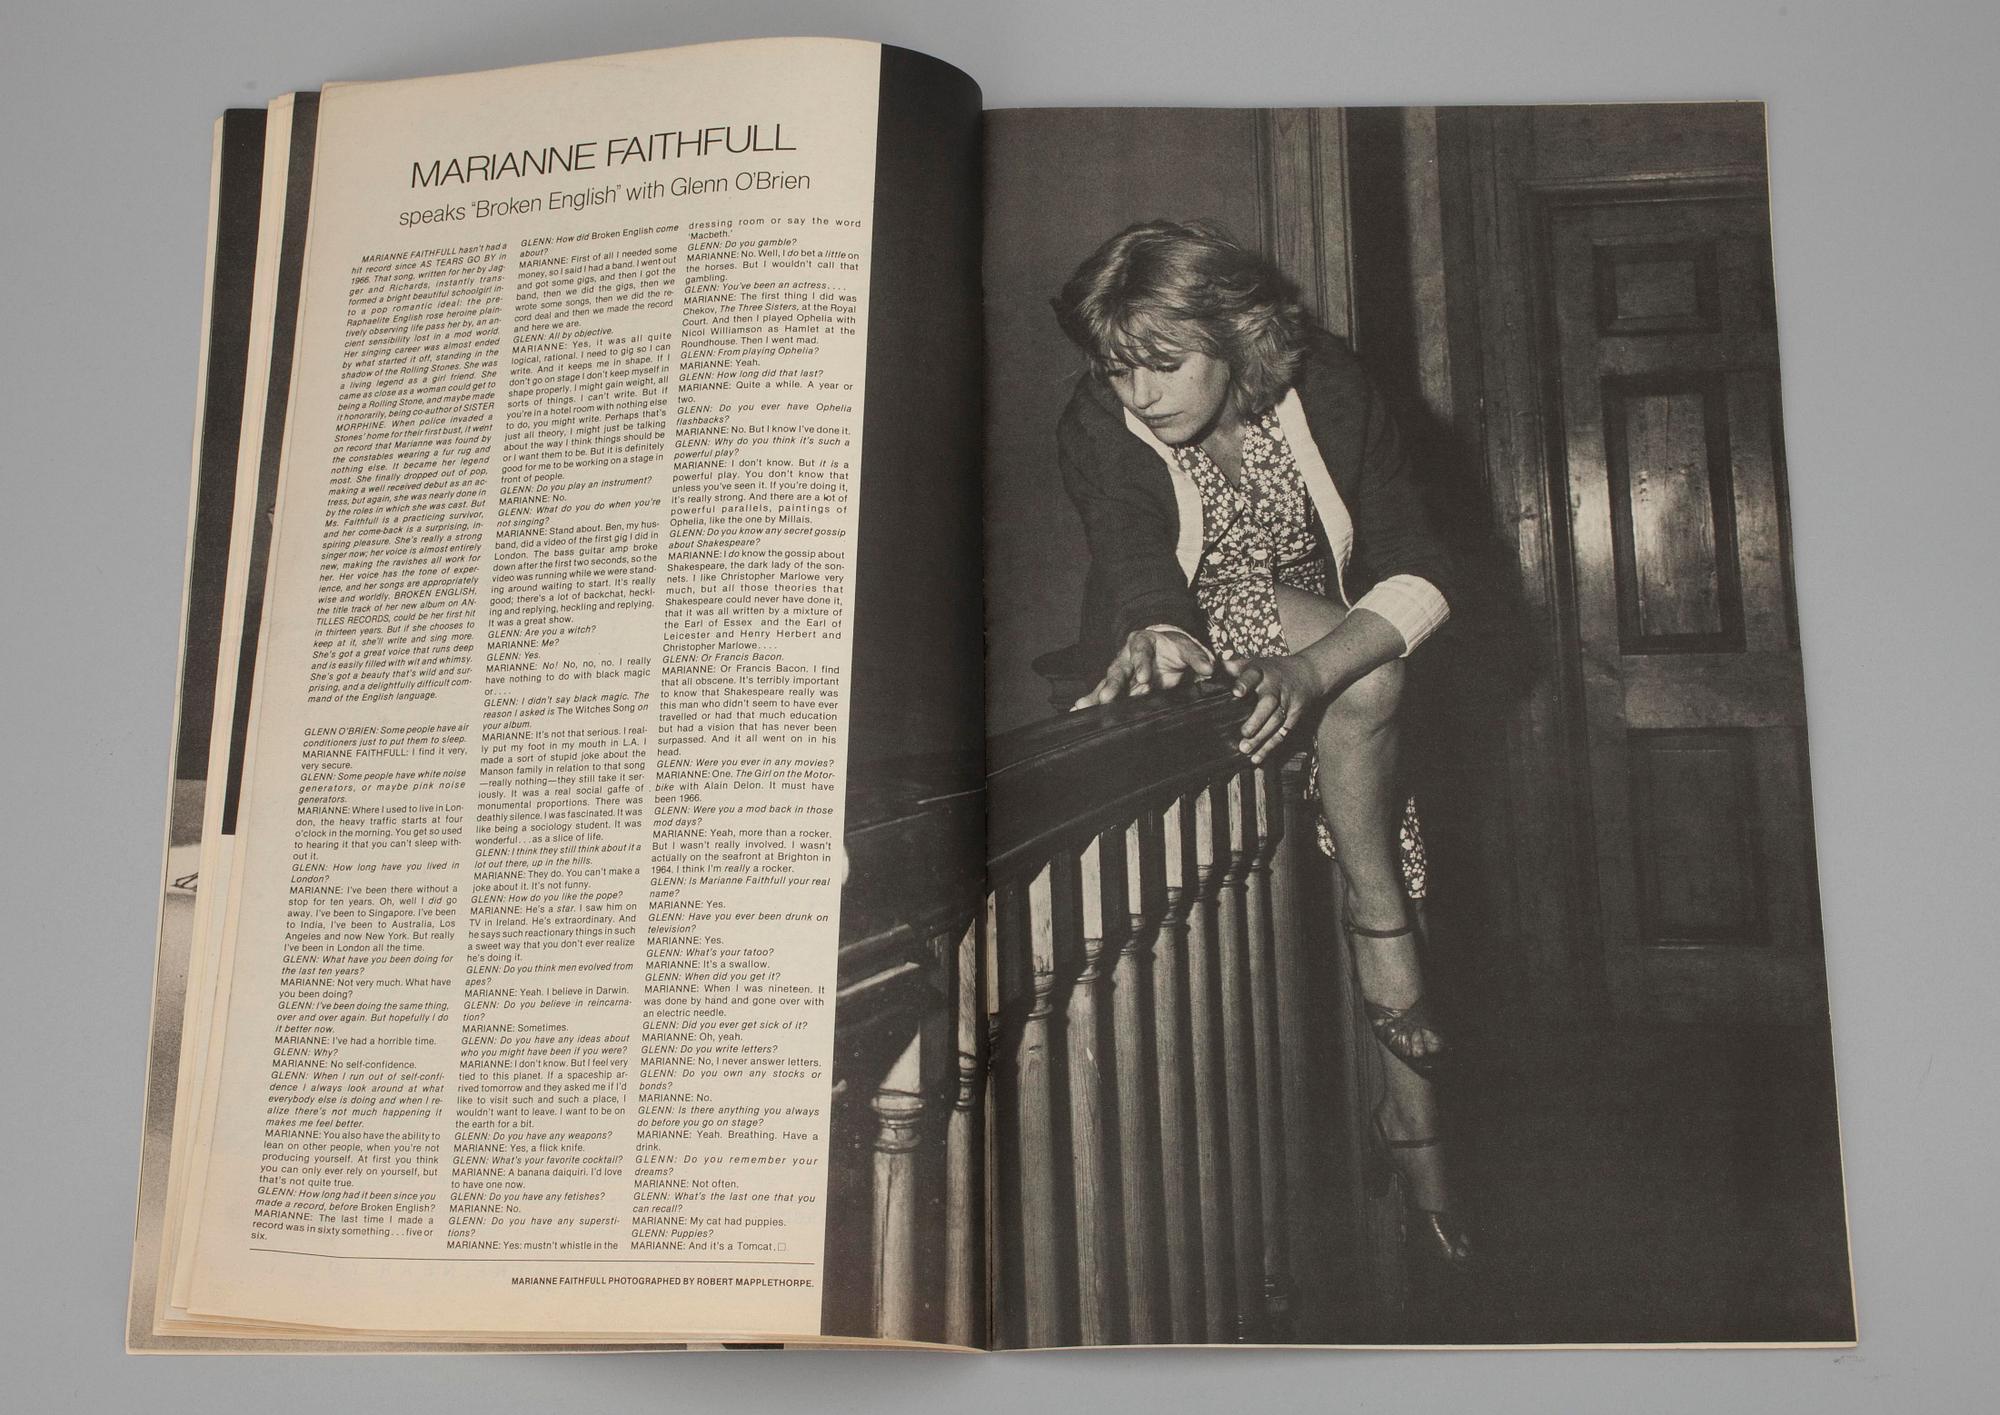 MARIANNE FAITHFULL
speaks "Broken English" with Glenn O'Brien
MARIANNE FAITHFULL hasn't had a
hit record since AS TEARS GO BY in
1966. That song, written for her by Jag-
ger and Richards, instantly trans-
formed a bright beautiful schoolgirl in-
to a pop romantic ideal: the pre-
Raphaelite English rose heroine plain-
tively observing life pass her by, an an-
cient sensibility lost in a mod world.
Her singing career was almost ended
by what started it off, standing in the
shadow of the Rolling Stones. She was
a living legend as a girl friend. She
came as close as a woman could get to
being a Rolling Stone, and maybe made
it honorarily, being co-author of SISTER
MORPHINE. When police invaded a
Stones' home for their first bust, it went
on record that Marianne was found by
the constables wearing a fur rug and
nothing else. It became her legend
most. She finally dropped out of pop,
making a well received debut as an ac-
tress, but again, she was nearly done in
by the roles in which she was cast. But
Ms. Faithfull is a practicing survivor,
and her come-back is a surprising, in-
spiring pleasure. She's really a strong
singer now; her voice is almost entirely
new, making the ravishes all work for
her. Her voice has the tone of exper-
ience, and her songs are appropriately
wise and worldly. BROKEN ENGLISH,
the title track of her new album on AN-
TILLES RECORDS, could be her first hit
in thirteen years. But if she chooses to
keep at it, she'll write and sing more.
She's got a great voice that runs deep
and is easily filled with wit and whimsy.
She's got a beauty that's wild and sur-
prising, and a delightfully difficult com-
mand of the English language.
GLENN O'BRIEN: Some people have air
conditioners just to put them to sleep.
MARIANNE FAITHFULL: I find it very,
very secure.
GLENN: Some people have white noise
generators, or maybe pink noise
generators.
MARIANNE: Where I used to live in Lon-
don, the heavy traffic starts at four
o'clock in the morning. You get so used
to hearing it that you can't sleep with-
out it.
GLENN: How long have you lived in
London?
MARIANNE: I've been there without a
stop for ten years. Oh, well I did go
away. I've been to Singapore. I've been
to India, I've been to Australia, Los
Angeles and now New York. But really
I've been in London all the time.
GLENN: What have you been doing for
the last ten years?
MARIANNE: Not very much. What have
you been doing?
GLENN: I've been doing the same thing,
over and over again. But hopefully I do
it better now.
MARIANNE: I've had a horrible time.
GLENN: Why?
MARIANNE: No self-confidence.
GLENN: When I run out of self-confi-
dence I always look around at what
everybody else is doing and when I re-
alize there's not much happening it
makes me feel better.
MARIANNE: You also have the ability to
lean on other people, when you're not
producing yourself. At first you think
you can only ever rely on yourself, but
that's not quite true.
GLENN: How long had it been since you
made a record, before Broken English?
MARIANNE: The last time I made a
record was in sixty something...five or
six.
GLENN: How did Broken English come
about?
MARIANNE: First of all I needed some
money, so I said I had a band. I went out
and got some gigs, and then I got the
band, then we did the gigs, then we
wrote some songs, then we did the re-
cord deal and then we made the record
and here we are.
GLENN: All by objective.
MARIANNE: Yes, it was all quite
logical, rational. I need to gig so I can
write. And it keeps me in shape. If I
don't go on stage I don't keep myself in
shape properly. I might gain weight, all
sorts of things. I can't write. But if
you're in a hotel room with nothing else
to do, you might write. Perhaps that's
just all theory, I might just be talking
about the way I think things should be
or I want them to be. But it is definitely
good for me to be working on a stage in
front of people.
GLENN: Do you play an instrument?
MARIANNE: No.
GLENN: What do you do when you're
not singing?
MARIANNE: Stand about. Ben, my hus-
band, did a video of the first gig I did in
London. The bass guitar amp broke
down after the first two seconds, so the
video was running while we were stand-
ing around waiting to start. It's really
good; there's a lot of backchat, heckl-
ing and replying, heckling and replying.
It was a great show.
GLENN: Are you a witch?
MARIANNE: Me?
GLENN: Yes.
MARIANNE: No! No, no, no. I really
have nothing to do with black magic
or....
GLENN: I didn't say black magic. The
reason I asked is The Witches Song on
your album.
MARIANNE: It's not that serious. I real-
ly put my foot in my mouth in L.A. I
made a sort of stupid joke about the
Manson family in relation to that song
—really nothing—they still take it ser-
iously. It was a real social gaffe of
monumental proportions. There was
deathly silence. I was fascinated. It was
like being a sociology student. It was
wonderful...as a slice of life.
GLENN: I think they still think about it a
lot out there, up in the hills.
MARIANNE: They do. You can't make a
joke about it. It's not funny.
GLENN: How do you like the pope?
MARIANNE: He's a star. I saw him on
TV in Ireland. He's extraordinary. And
he says such reactionary things in such
a sweet way that you don't ever realize
he's doing it.
GLENN: Do you think men evolved from
apes?
MARIANNE: Yeah. I believe in Darwin.
GLENN: Do you believe in reincarna-
tion?
MARIANNE: Sometimes.
GLENN: Do you have any ideas about
who you might have been if you were?
MARIANNE: I don't know. But I feel very
tied to this planet. If a spaceship ar-
rived tomorrow and they asked me if I'd
like to visit such and such a place, I
wouldn't want to leave. I want to be on
the earth for a bit.
GLENN: Do you have any weapons?
MARIANNE: Yes, a flick knife.
GLENN: What's your favorite cocktail?
MARIANNE: A banana daiquiri. I'd love
to have one now.
GLENN: Do you have any fetishes?
MARIANNE: No.
GLENN: Do you have any supersti-
tions?
MARIANNE: Yes: mustn't whistle in the
dressing room or say the word
'Macbeth.'
GLENN: Do you gamble?
MARIANNE: No. Well, I do bet a little on
the horses. But I wouldn't call that
gambling.
GLENN: You've been an actress....
MARIANNE: The first thing I did was
Chekov, The Three Sisters, at the Royal
Court. And then I played Ophelia with
Nicol Williamson as Hamlet at the
Roundhouse. Then I went mad.
GLENN: From playing Ophelia?
MARIANNE: Yeah.
GLENN: How long did that last?
MARIANNE: Quite a while. A year or
two.
GLENN: Do you ever have Ophelia
flashbacks?
MARIANNE: No. But I know I've done it.
GLENN: Why do you think it's such a
powerful play?
MARIANNE: I don't know. But it is a
powerful play. You don't know that
unless you've seen it. If you're doing it,
it's really strong. And there are a lot of
powerful parallels, paintings of
Ophelia, like the one by Millais.
GLENN: Do you know any secret gossip
about Shakespeare?
MARIANNE: I do know the gossip about
Shakespeare, the dark lady of the son-
nets. I like Christopher Marlowe very
much, but all those theories that
Shakespeare could never have done it,
that it was all written by a mixture of
the Earl of Essex and the Earl of
Leicester and Henry Herbert and
Christopher Marlowe....
GLENN: Or Francis Bacon.
MARIANNE: Or Francis Bacon. I find
that all obscene. It's terribly important
to know that Shakespeare really was
this man who didn't seem to have ever
travelled or had that much education
but had a vision that has never been
surpassed. And it all went on in his
head.
GLENN: Were you ever in any movies?
MARIANNE: One. The Girl on the Motor-
bike with Alain Delon. It must have
been 1966.
GLENN: Were you a mod back in those
mod days?
MARIANNE: Yeah, more than a rocker.
But I wasn't really involved. I wasn't
actually on the seafront at Brighton in
1964. I think I'm really a rocker.
GLENN: Is Marianne Faithfull your real
name?
MARIANNE: Yes.
GLENN: Have you ever been drunk on
television?
MARIANNE: Yes.
GLENN: What's your tatoo?
MARIANNE: It's a swallow.
GLENN: When did you get it?
MARIANNE: When I was nineteen. It
was done by hand and gone over with
an electric needle.
GLENN: Did you ever get sick of it?
MARIANNE: Oh, yeah.
GLENN: Do you write letters?
MARIANNE: No, I never answer letters.
GLENN: Do you own any stocks or
bonds?
MARIANNE: No.
GLENN: Is there anything you always
do before you go on stage?
MARIANNE: Yeah. Breathing. Have a
drink.
GLENN: Do you remember your
dreams?
MARIANNE: Not often.
GLENN: What's the last one that you
can recall?
MARIANNE: My cat had puppies.
GLENN: Puppies?
MARIANNE: And it's a Tomcat.□
MARIANNE FAITHFULL PHOTOGRAPHED BY ROBERT MAPPLETHORPE.